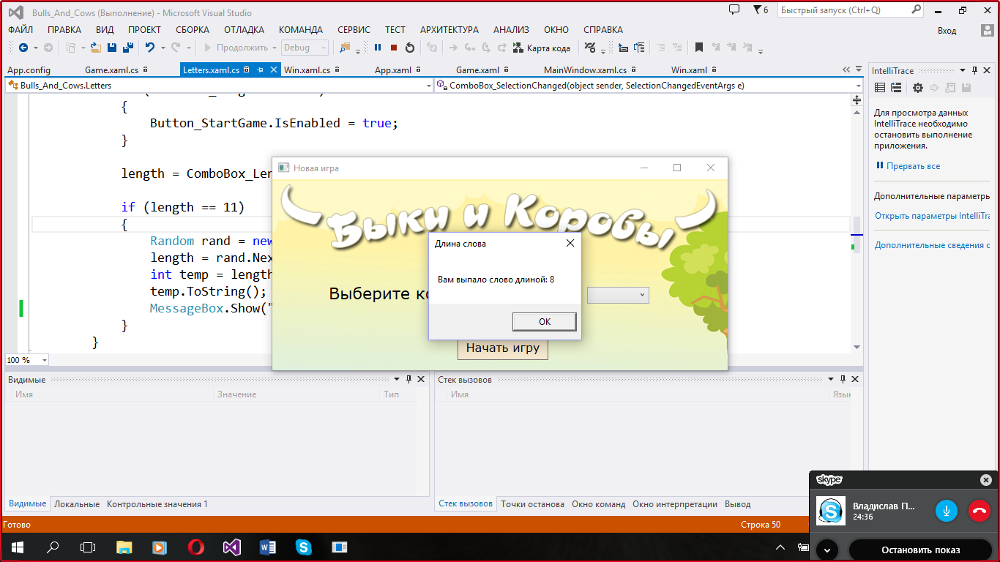 Bulls_And_Cows (Выполнение) - Microsoft Visual Studio
6
Быстрый запуск (Ctrl+Q)
ФАЙЛ ПРАВКА ВИД ПРОЕКТ СБОРКА ОТЛАДКА КОМАНДА СЕРВИС ТЕСТ АРХИТЕКТУРА АНАЛИЗ ОКНО СПРАВКА Вход
Продолжить Debug Карта кода
App.config Game.xaml.cs Letters.xaml.cs Win.xaml.cs App.xaml Game.xaml MainWindow.xaml.cs Win.xaml
Bulls_And_Cows.Letters ComboBox_SelectionChanged(object sender, SelectionChangedEventArgs e)
{
Button_StartGame.IsEnabled = true;
}
length = ComboBox_Len
if (length == 11)
{
Random rand = new
length = rand.Nex
int temp = length
temp.ToString();
MessageBox.Show("
}
}
100 %
Новая игра
Быки и Коровы
Выберите ко
Начать игру
Длина слова
Вам выпало слово длиной: 8
OK
IntelliTrace
Для просмотра данных
IntelliTrace необходимо
остановить выполнение
приложения.
Прервать все
Дополнительные параметры
Открыть параметры IntelliTra
Дополнительные сведения с
Видимые
Имя Значение Тип
Видимые Локальные Контрольные значения 1
Стек вызовов
Имя Язык
Стек вызовов Точки останова Окно команд Окно интерпретации Вывод
Готово Строка 50
skype
Владислав П...
24:36
Остановить показ